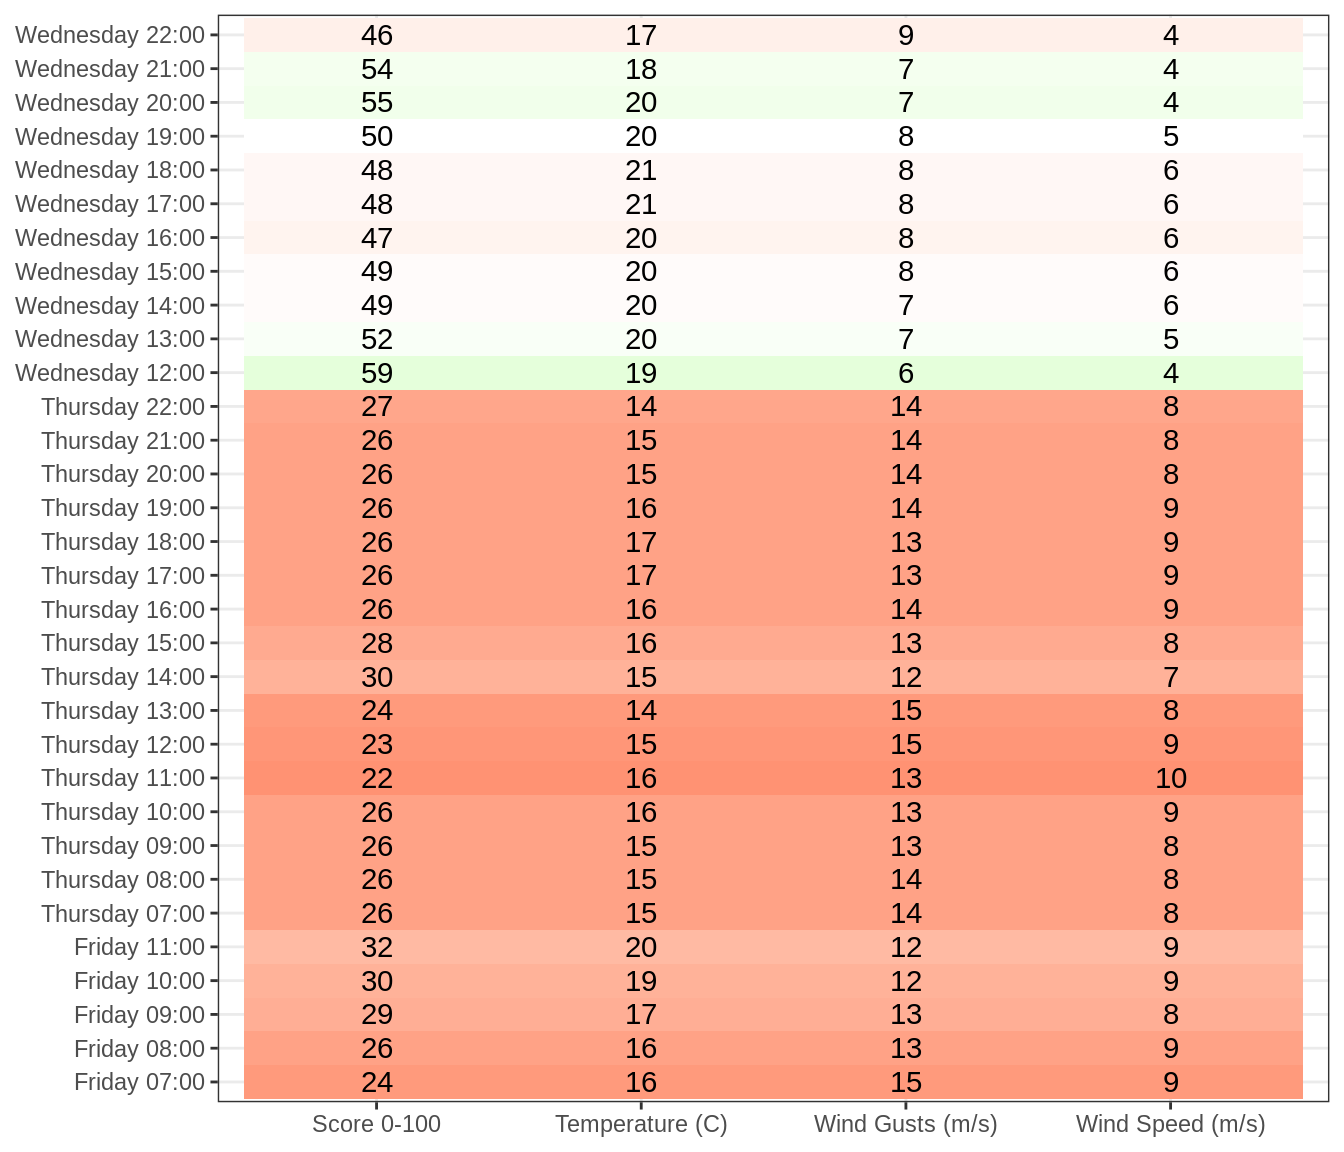 Wednesday 22:00 46 17 9 4
Wednesday 21:00 54 18 7 4
Wednesday 20:00 55 20 7 4
Wednesday 19:00 50 20 8 5
Wednesday 18:00 48 21 8 6
Wednesday 17:00 48 21 8 6
Wednesday 16:00 47 20 8 6
Wednesday 15:00 49 20 8 6
Wednesday 14:00 49 20 7 6
Wednesday 13:00 52 20 7 5
Wednesday 12:00 59 19 6 4
Thursday 22:00 27 14 14 8
Thursday 21:00 26 15 14 8
Thursday 20:00 26 15 14 8
Thursday 19:00 26 16 14 9
Thursday 18:00 26 17 13 9
Thursday 17:00 26 17 13 9
Thursday 16:00 26 16 14 9
Thursday 15:00 28 16 13 8
Thursday 14:00 30 15 12 7
Thursday 13:00 24 14 15 8
Thursday 12:00 23 15 15 9
Thursday 11:00 22 16 13 10
Thursday 10:00 26 16 13 9
Thursday 09:00 26 15 13 8
Thursday 08:00 26 15 14 8
Thursday 07:00 26 15 14 8
Friday 11:00 32 20 12 9
Friday 10:00 30 19 12 9
Friday 09:00 29 17 13 8
Friday 08:00 26 16 13 9
Friday 07:00 24 16 15 9
Score 0-100 Temperature (C) Wind Gusts (m/s) Wind Speed (m/s)